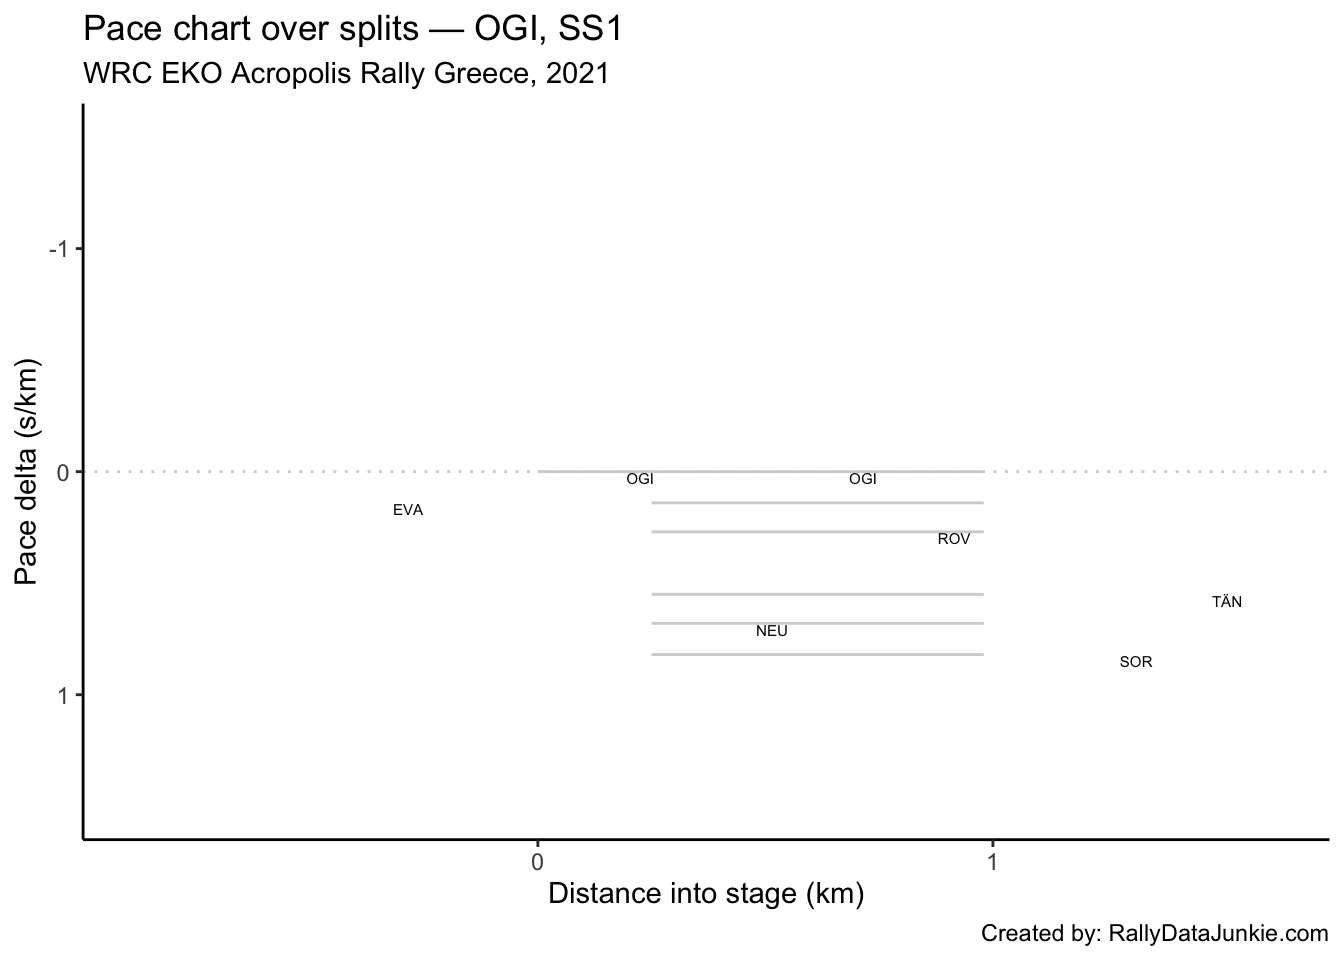 Pace chart over splits — OGI, SS1
WRC EKO Acropolis Rally Greece, 2021
-1
0
1
Pace delta (s/km)
OGI
OGI
EVA
ROV
TÄN
NEU
SOR
0
1
Distance into stage (km)
Created by: RallyDataJunkie.com